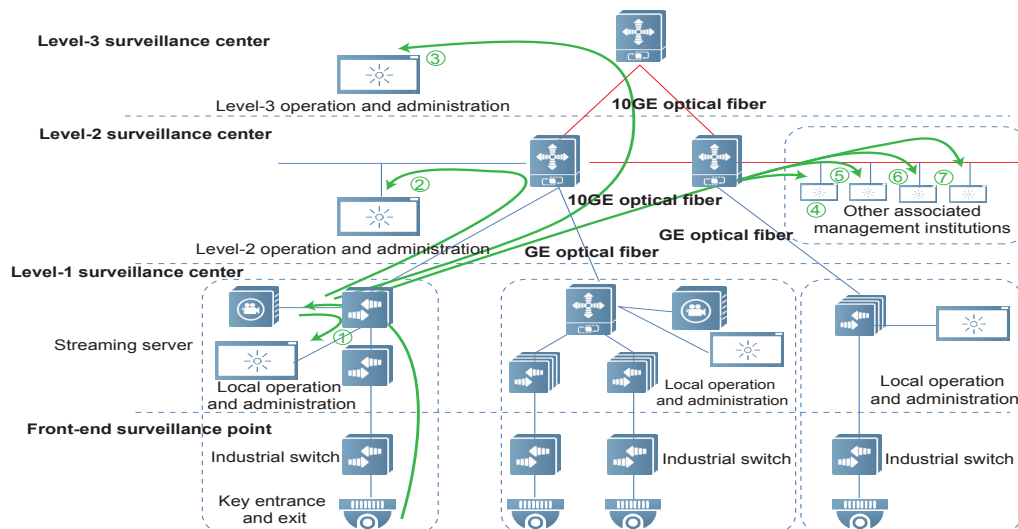 Level-3 surveillance center
③
Level-3 operation and administration
10GE optical fiber
Level-2 surveillance center
②
⑤
⑥
⑦
④
10GE optical fiber
Other associated
management institutions
Level-2 operation and administration
GE optical fiber
GE optical fiber
Level-1 surveillance center
①
Streaming server
Local operation
and administration
Local operation
and administration
Local operation
and administration
Front-end surveillance point
Industrial switch
Industrial switch
Industrial switch
Key entrance
and exit